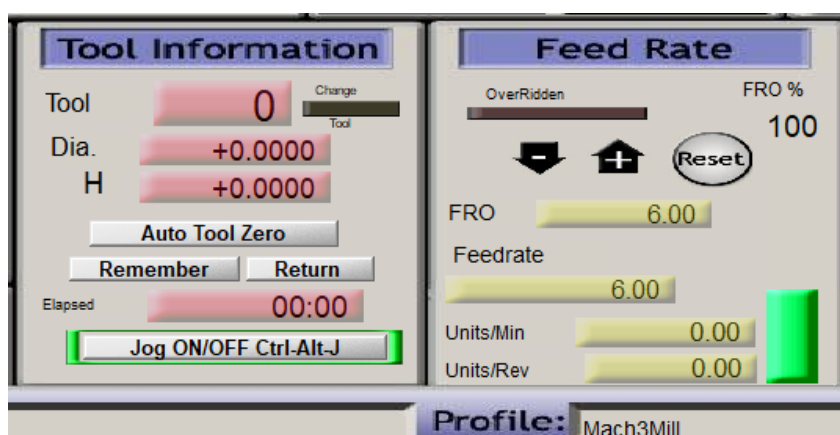 Tool Information
Tool
0
Change
Tool
Dia.
+0.0000
H
+0.0000
Auto Tool Zero
Remember
Return
Elapsed
00:00
Jog ON/OFF Ctrl-Alt-J
Feed Rate
OverRidden
FRO %
100
-
+
Reset
FRO
6.00
Feedrate
6.00
Units/Min
0.00
Units/Rev
0.00
Profile:
Mach3Mill